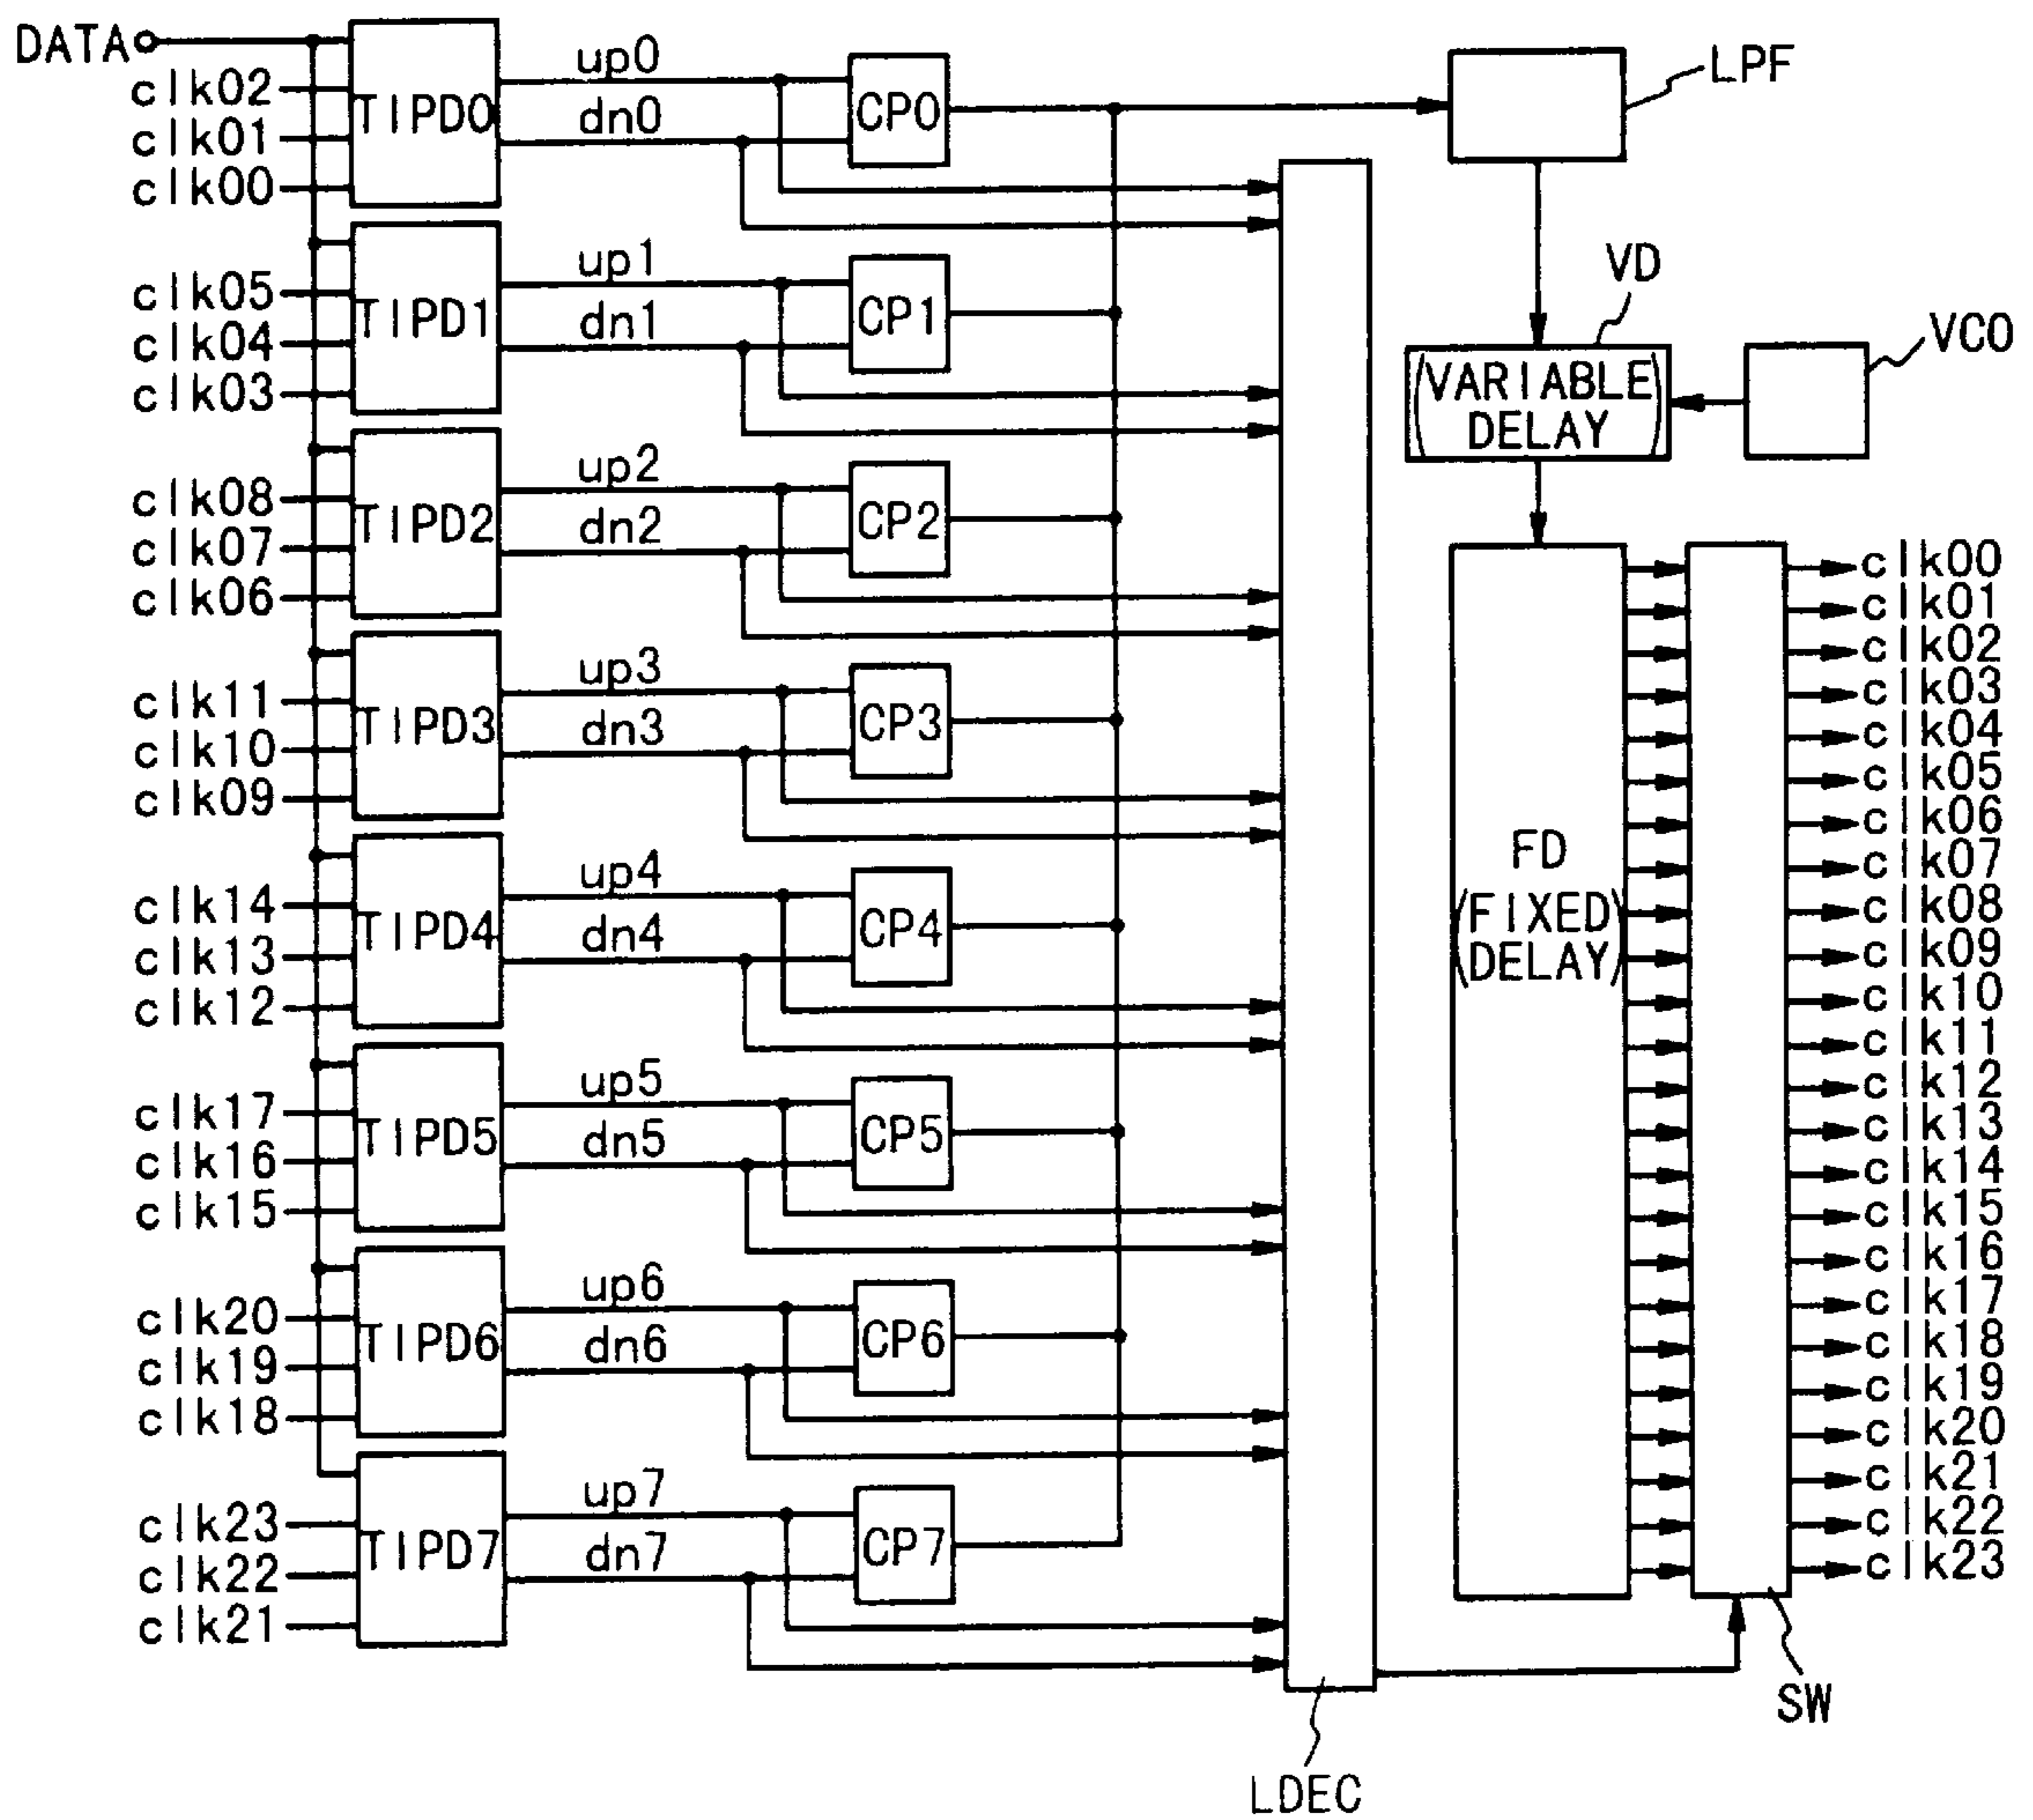 DATA
clk02
clk01
clk00
TIPD0
up0
dn0
CP0
LPF
clk05
clk04
clk03
TIPD1
up1
dn1
CP1
VD
(VARIABLE DELAY)
VCO
clk08
clk07
clk06
TIPD2
up2
dn2
CP2
clk11
clk10
clk09
TIPD3
up3
dn3
CP3
clk14
clk13
clk12
TIPD4
up4
dn4
CP4
clk17
clk16
clk15
TIPD5
up5
dn5
CP5
clk20
clk19
clk18
TIPD6
up6
dn6
CP6
clk23
clk22
clk21
TIPD7
up7
dn7
CP7
LDEC
FD
(FIXED DELAY)
SW
clk00
clk01
clk02
clk03
clk04
clk05
clk06
clk07
clk08
clk09
clk10
clk11
clk12
clk13
clk14
clk15
clk16
clk17
clk18
clk19
clk20
clk21
clk22
clk23